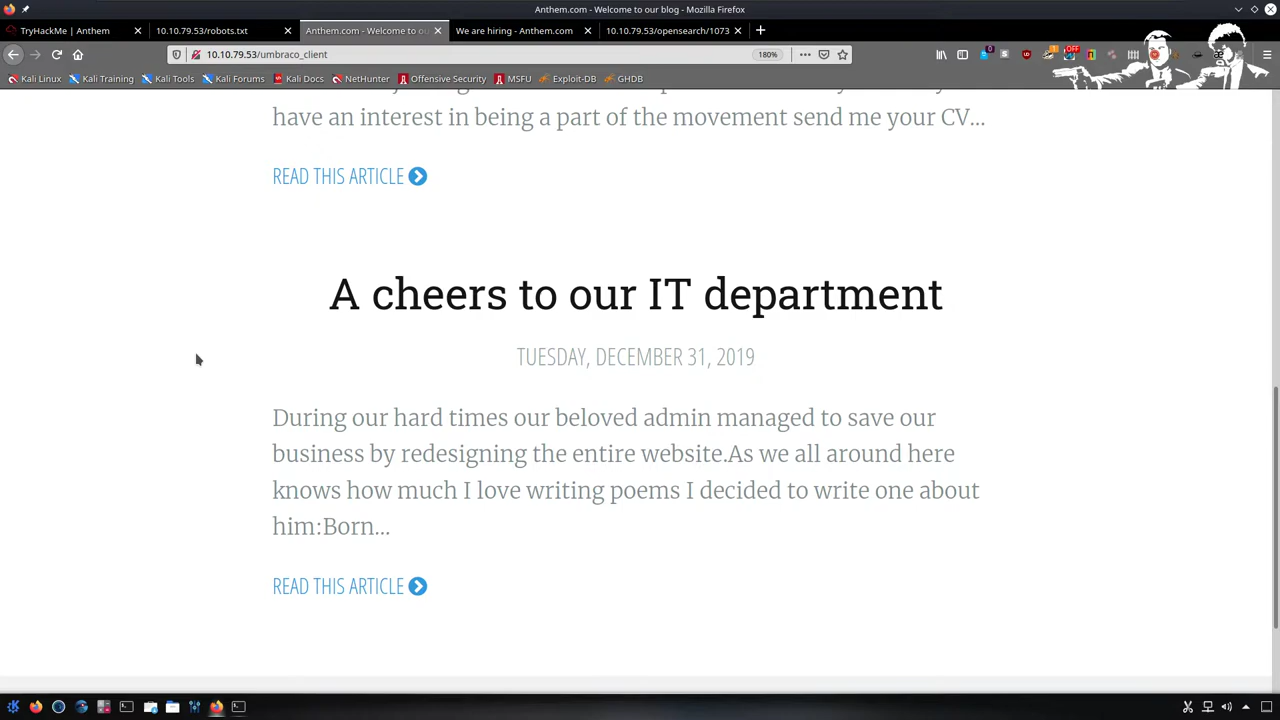 Anthem.com - Welcome to our blog - Mozilla Firefox
TryHackMe | Anthem
10.10.79.53/robots.txt
Anthem.com - Welcome to ou
We are hiring - Anthem.com
10.10.79.53/opensearch/1073
10.10.79.53/umbraco_client
180%
Kali Linux
Kali Training
Kali Tools
Kali Forums
Kali Docs
NetHunter
Offensive Security
MSFU
Exploit-DB
GHDB
have an interest in being a part of the movement send me your CV...
READ THIS ARTICLE
A cheers to our IT department
TUESDAY, DECEMBER 31, 2019
During our hard times our beloved admin managed to save our
business by redesigning the entire website.As we all around here
knows how much I love writing poems I decided to write one about
him:Born...
READ THIS ARTICLE